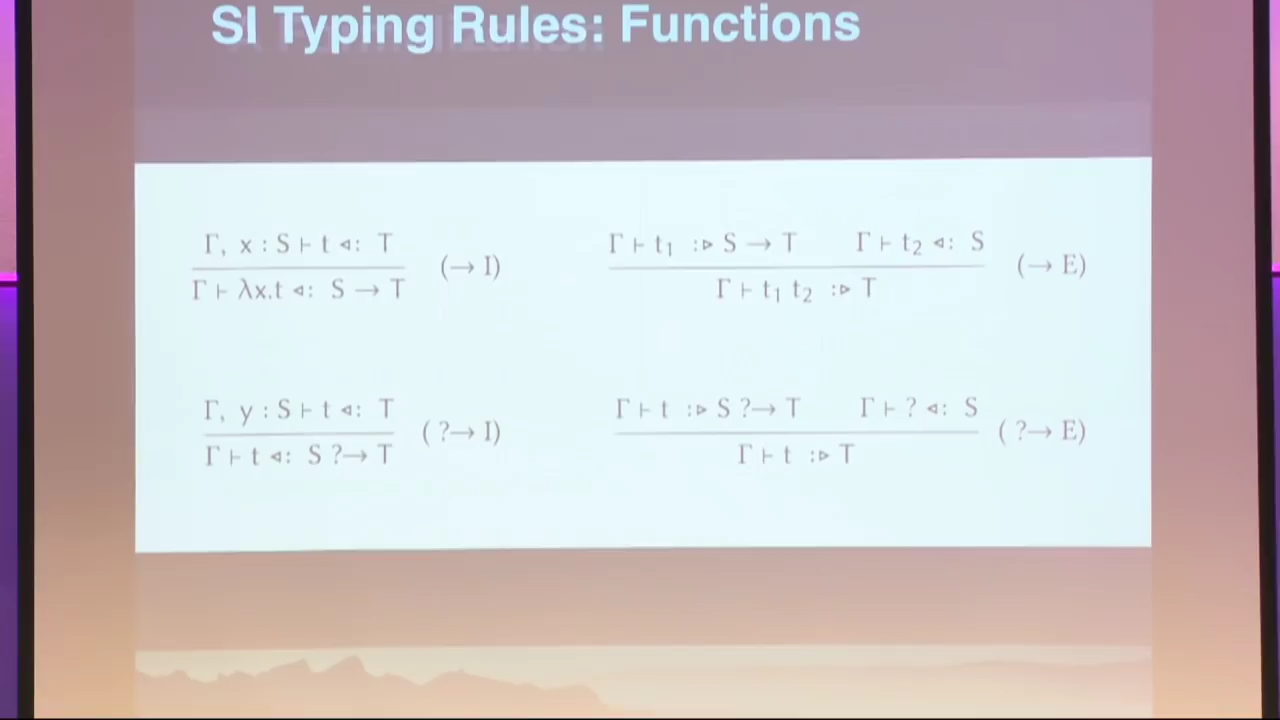 SI Typing Rules: Functions
Γ, x : S ⊢ t ◃: T
Γ ⊢ λx.t ◃: S → T
(→ I)
Γ ⊢ t₁ :▹ S → T Γ ⊢ t₂ ◃: S
Γ ⊢ t₁ t₂ :▹ T
(→ E)
Γ, y : S ⊢ t ◃: T
Γ ⊢ t ◃: S ?→ T
( ?→ I)
Γ ⊢ t :▹ S ?→ T Γ ⊢ ? ◃: S
Γ ⊢ t :▹ T
( ?→ E)